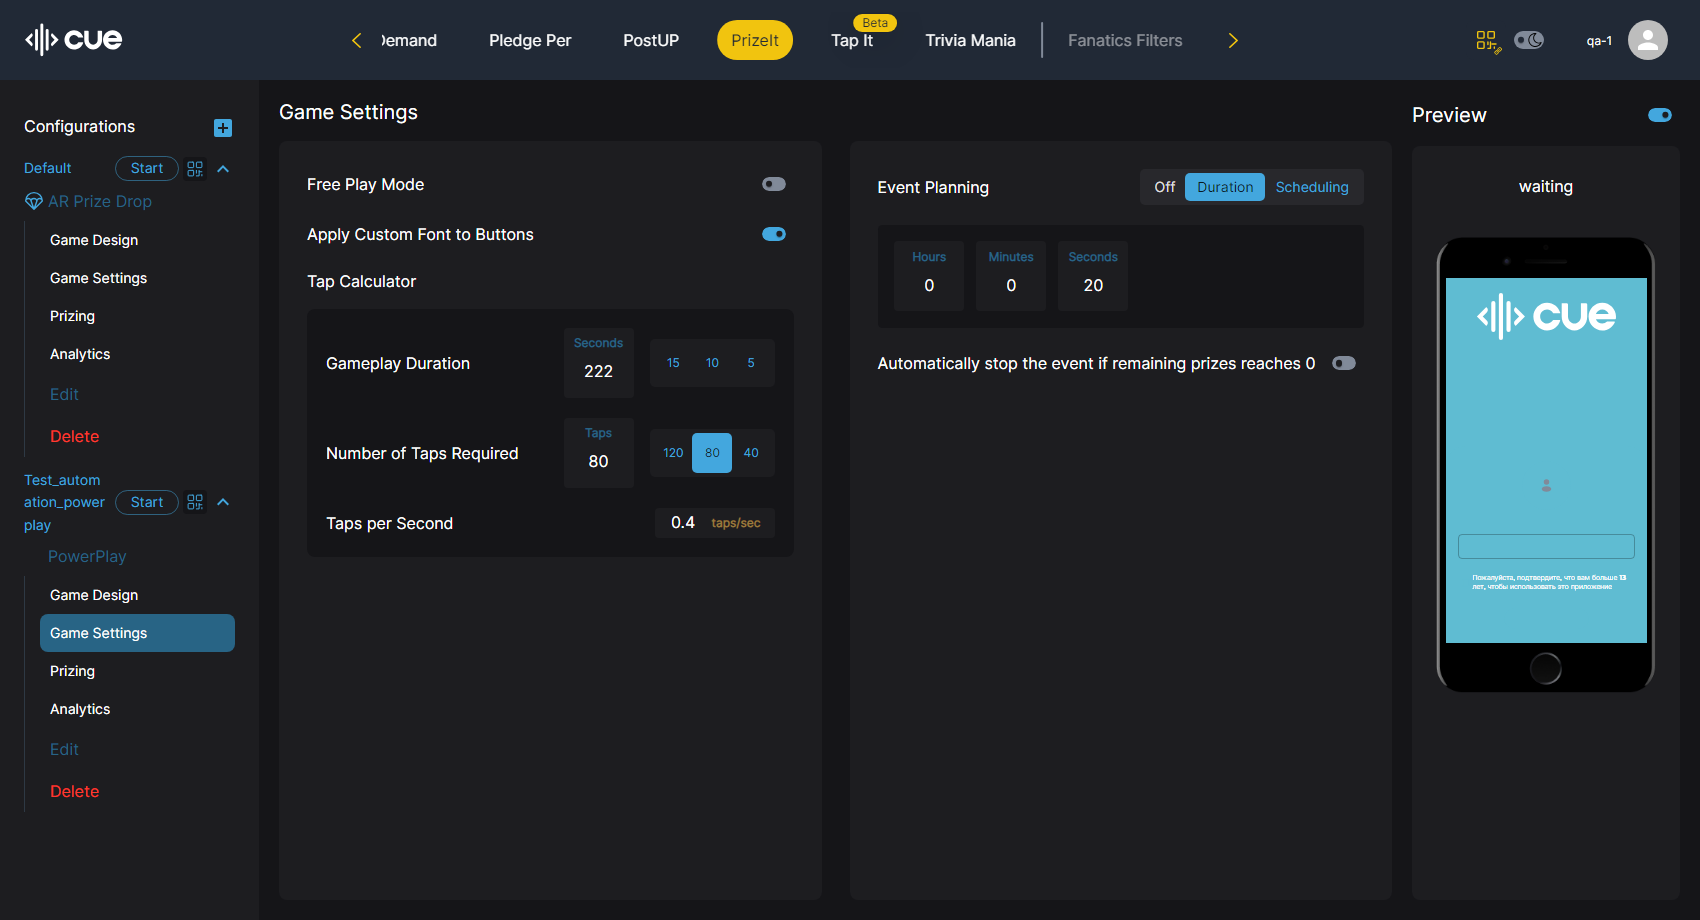 cue
Demand
Pledge Per
PostUP
PrizeIt
Beta
Tap It
Trivia Mania
Fanatics Filters
qa-1
Configurations
Default
Start
AR Prize Drop
Game Design
Game Settings
Prizing
Analytics
Edit
Delete
Test_autom
ation_power
play
Start
PowerPlay
Game Design
Game Settings
Prizing
Analytics
Edit
Delete
Game Settings
Free Play Mode
Apply Custom Font to Buttons
Tap Calculator
Gameplay Duration
Seconds
222
15 10 5
Number of Taps Required
Taps
80
120 80 40
Taps per Second
0.4 taps/sec
Event Planning
Off Duration Scheduling
Hours Minutes Seconds
0 0 20
Automatically stop the event if remaining prizes reaches 0
Preview
waiting
cue
Пожалуйста, подтвердите, что вам больше 13
лет, чтобы использовать это приложение